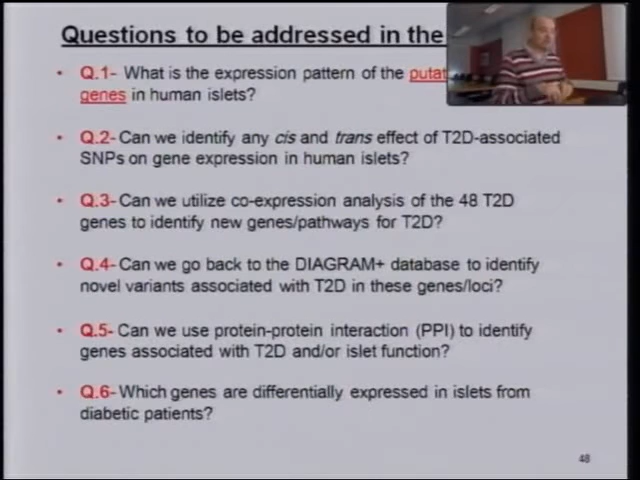 Questions to be addressed in the
• Q.1- What is the expression pattern of the putat
genes in human islets?
• Q.2- Can we identify any cis and trans effect of T2D-associated
SNPs on gene expression in human islets?
• Q.3- Can we utilize co-expression analysis of the 48 T2D
genes to identify new genes/pathways for T2D?
• Q.4- Can we go back to the DIAGRAM+ database to identify
novel variants associated with T2D in these genes/loci?
• Q.5- Can we use protein-protein interaction (PPI) to identify
genes associated with T2D and/or islet function?
• Q.6- Which genes are differentially expressed in islets from
diabetic patients?
48